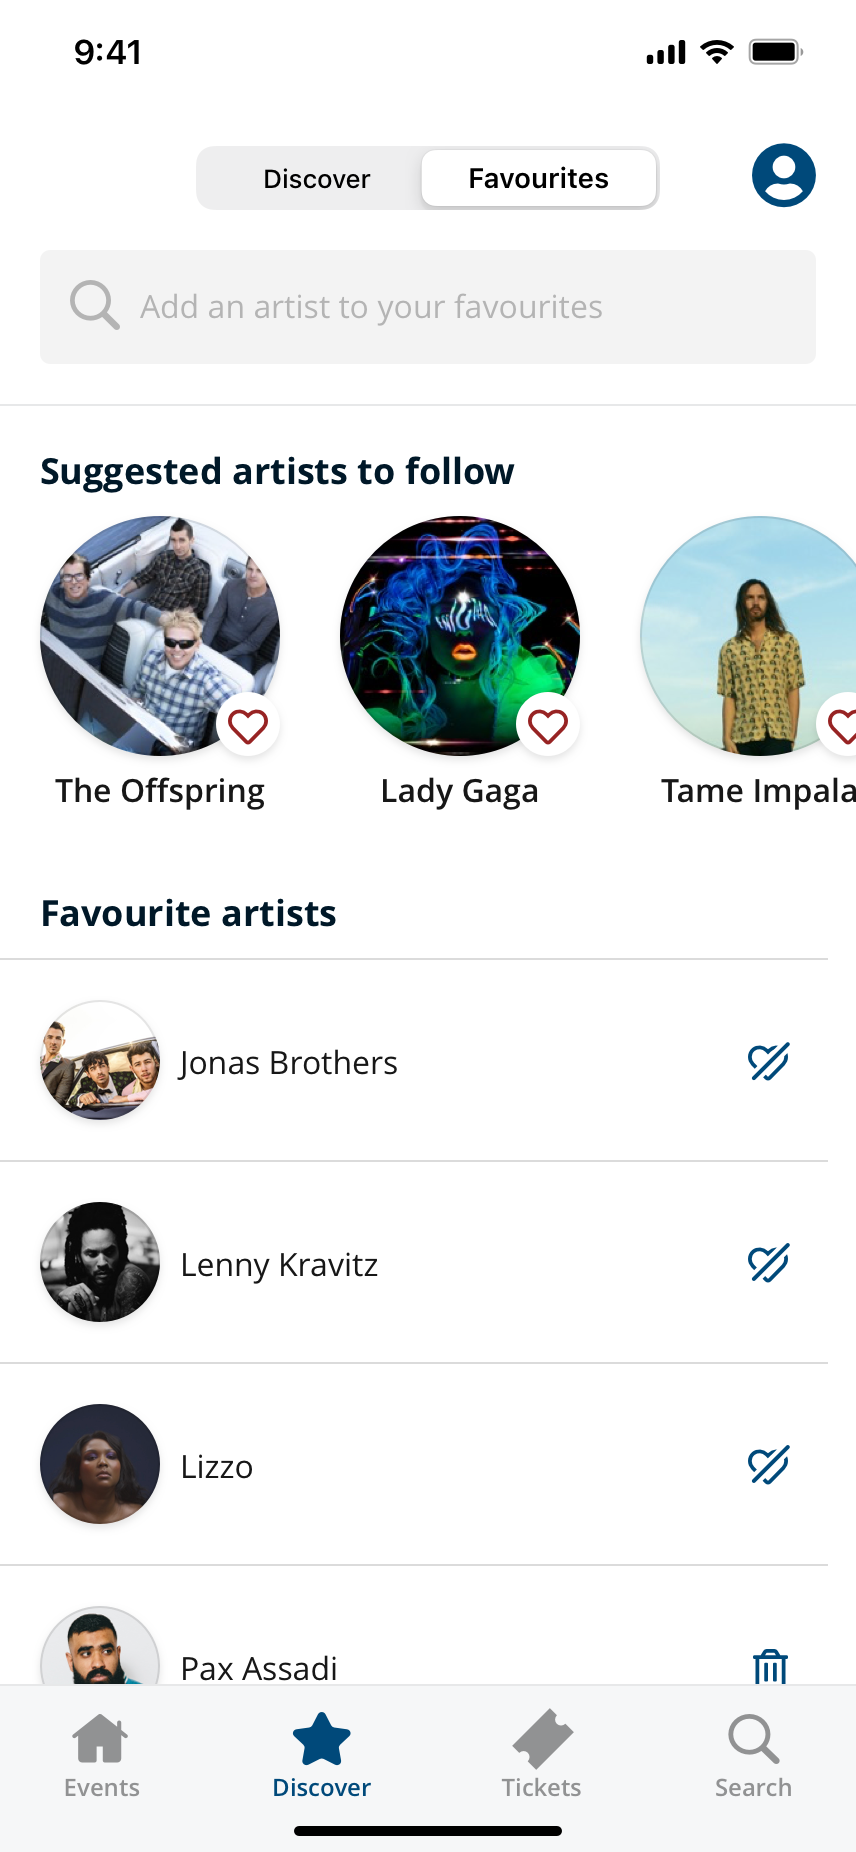 9:41
Discover
Favourites
Add an artist to your favourites
Suggested artists to follow
The Offspring
Lady Gaga
Tame Impala
Favourite artists
Jonas Brothers
Lenny Kravitz
Lizzo
Pax Assadi
Events
Discover
Tickets
Search